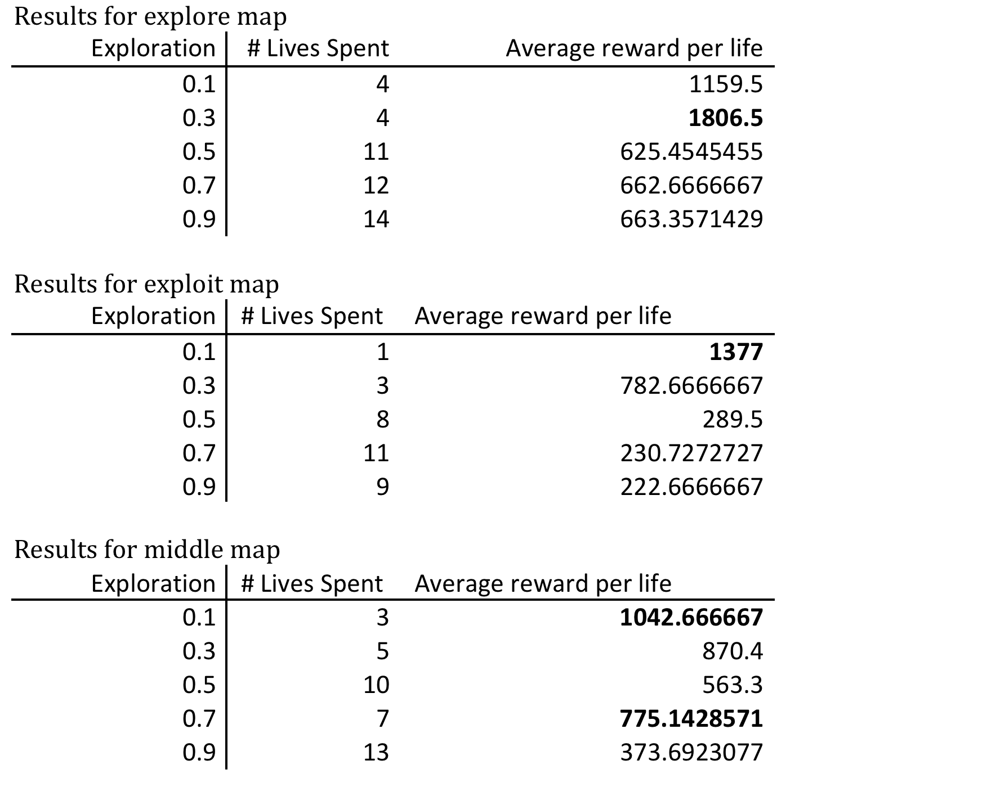 Results for explore map
Exploration # Lives Spent Average reward per life
0.1 4 1159.5
0.3 4 1806.5
0.5 11 625.4545455
0.7 12 662.6666667
0.9 14 663.3571429
Results for exploit map
Exploration # Lives Spent Average reward per life
0.1 1 1377
0.3 3 782.6666667
0.5 8 289.5
0.7 11 230.7272727
0.9 9 222.6666667
Results for middle map
Exploration # Lives Spent Average reward per life
0.1 3 1042.666667
0.3 5 870.4
0.5 10 563.3
0.7 7 775.1428571
0.9 13 373.6923077